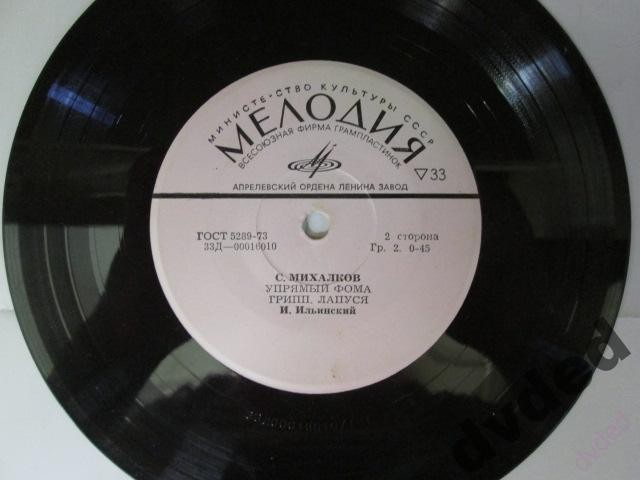 МИНИСТЕРСТВО КУЛЬТУРЫ СССР
МЕЛОДИЯ
ВСЕСОЮЗНАЯ ФИРМА ГРАМПЛАСТИНОК
▽33
АПРЕЛЕВСКИЙ ОРДЕНА ЛЕНИНА ЗАВОД
ГОСТ 5289-73
2 сторона
33Д—00016010
Гр. 2. 0-45
С. МИХАЛКОВ
УПРЯМЫЙ ФОМА
ГРИПП, ЛАПУСЯ
И. Ильинский
dvded
dvded